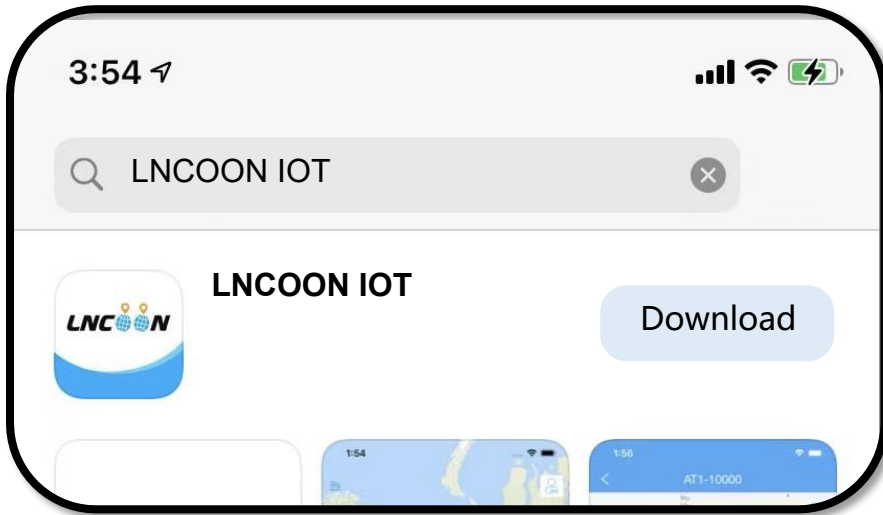 3:54
LNCOON IOT
LNCOON IOT
LNCOON
Download
1:54
1:56
AT1-10000